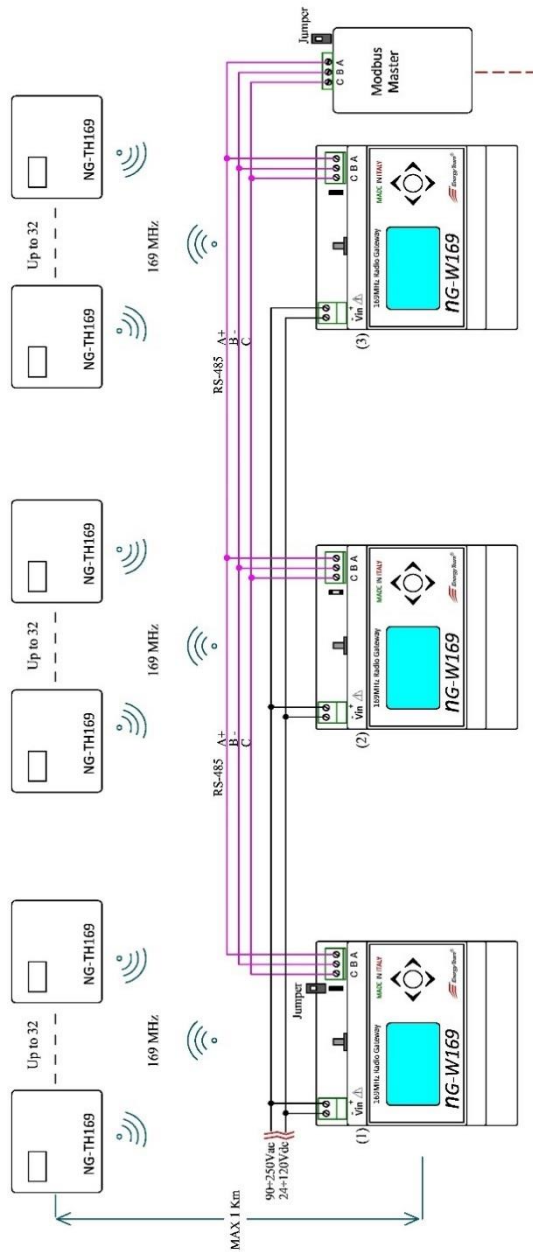 NG-TH169
Up to 32
NG-TH169
169 MHz
NG-TH169
Up to 32
NG-TH169
169 MHz
NG-TH169
Up to 32
NG-TH169
169 MHz
MAX 1 Km
RS-485
A+
B -
C
RS-485
A+
B -
C
90÷250Vac
24÷120Vdc
(1)
- +
Vin
Jumper
C B A
169MHz Radio Gateway
MADE IN ITALY
nG-W169
EnergyTeam®
(2)
- +
Vin
C B A
169MHz Radio Gateway
MADE IN ITALY
nG-W169
EnergyTeam®
(3)
- +
Vin
C B A
169MHz Radio Gateway
MADE IN ITALY
nG-W169
EnergyTeam®
Jumper
C B A
Modbus
Master